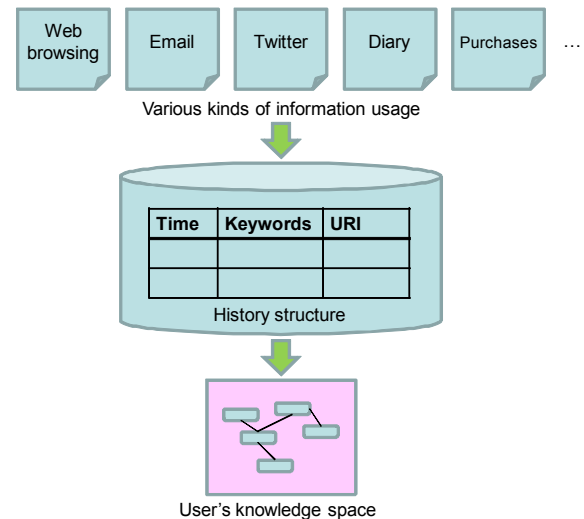 Web
browsing
Email
Twitter
Diary
Purchases
…
Various kinds of information usage
Time Keywords URI
History structure
User's knowledge space